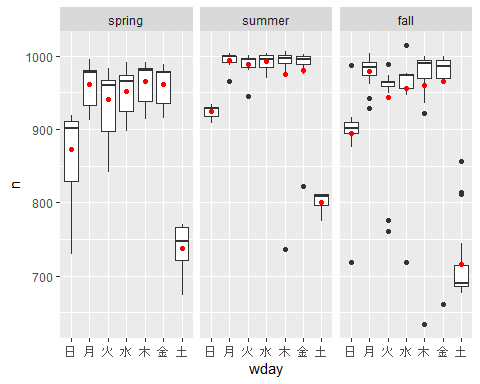 spring summer fall
1000
900
800
700
n
日 月 火 水 木 金 土 日 月 火 水 木 金 土 日 月 火 水 木 金 土
wday